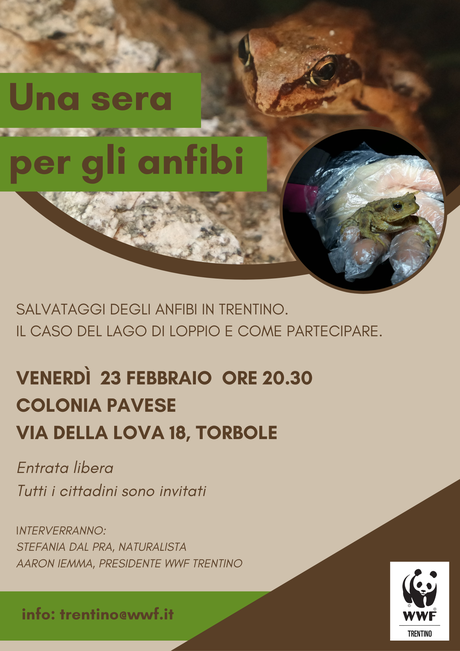 Una sera
per gli anfibi
SALVATAGGI DEGLI ANFIBI IN TRENTINO.
IL CASO DEL LAGO DI LOPPIO E COME PARTECIPARE.
VENERDÌ 23 FEBBRAIO ORE 20.30
COLONIA PAVESE
VIA DELLA LOVA 18, TORBOLE
Entrata libera
Tutti i cittadini sono invitati
INTERVERRANNO:
STEFANIA DAL PRA, NATURALISTA
AARON IEMMA, PRESIDENTE WWF TRENTINO
info: trentino@wwf.it
WWF
TRENTINO